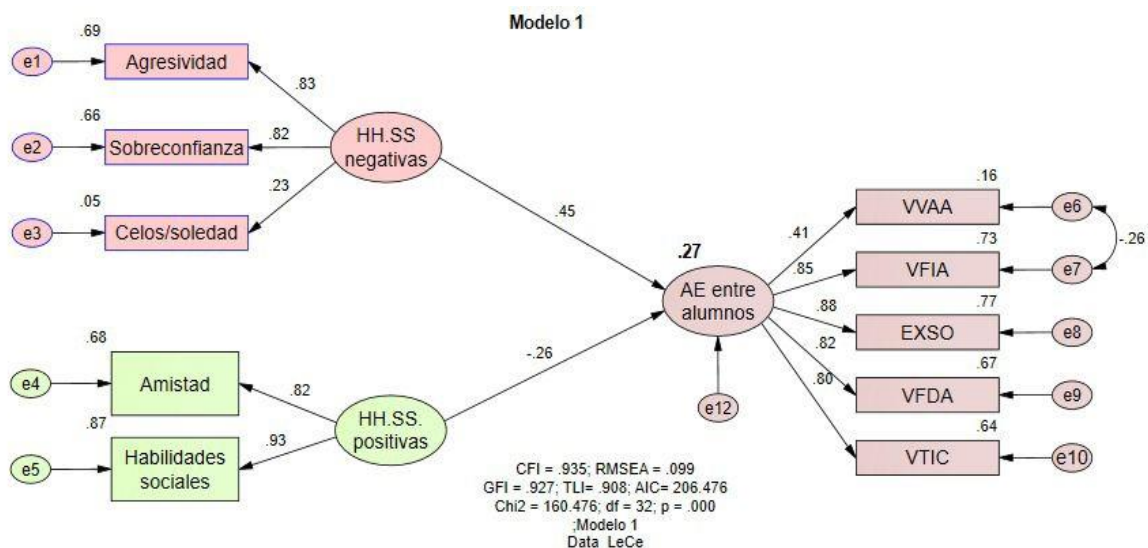 Modelo 1
.69
e1
Agresividad
.83
.66
e2
Sobreconfianza
.82
HH.SS
negativas
.05
e3
Celos/soledad
.23
.45
.68
e4
Amistad
.82
.87
e5
Habilidades
sociales
.93
HH.SS.
positivas
-.26
.27
AE entre
alumnos
e12
.41
.16
VVAA
e6
.85
.73
VFIA
e7
-.26
.88
.77
EXSO
e8
.82
.67
VFDA
e9
.80
.64
VTIC
e10
CFI = .935; RMSEA = .099
GFI = .927; TLI= .908; AIC= 206.476
Chi2 = 160.476; df = 32; p = .000
;Modelo 1
Data LeCe